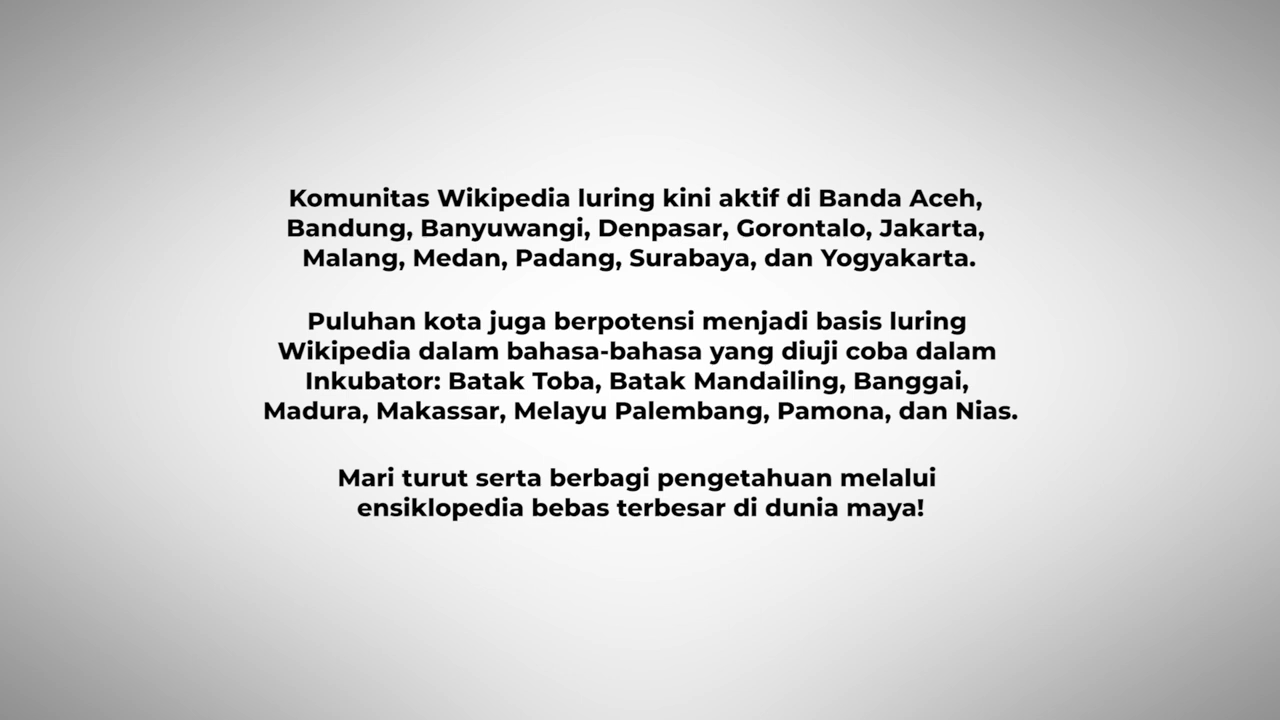 Komunitas Wikipedia luring kini aktif di Banda Aceh,
Bandung, Banyuwangi, Denpasar, Gorontalo, Jakarta,
Malang, Medan, Padang, Surabaya, dan Yogyakarta.
Puluhan kota juga berpotensi menjadi basis luring
Wikipedia dalam bahasa-bahasa yang diuji coba dalam
Inkubator: Batak Toba, Batak Mandailing, Banggai,
Madura, Makassar, Melayu Palembang, Pamona, dan Nias.
Mari turut serta berbagi pengetahuan melalui
ensiklopedia bebas terbesar di dunia maya!